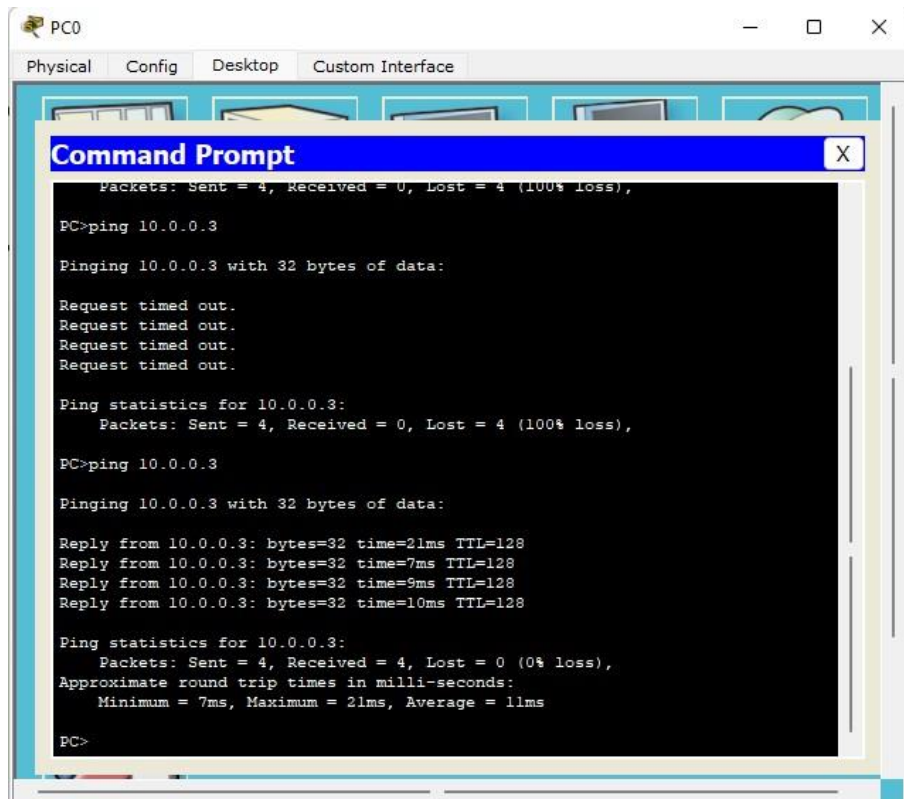 PC0
Physical Config Desktop Custom Interface
Command Prompt X
Packets: Sent = 4, Received = 0, Lost = 4 (100% loss),
PC>ping 10.0.0.3
Pinging 10.0.0.3 with 32 bytes of data:
Request timed out.
Request timed out.
Request timed out.
Request timed out.
Ping statistics for 10.0.0.3:
Packets: Sent = 4, Received = 0, Lost = 4 (100% loss),
PC>ping 10.0.0.3
Pinging 10.0.0.3 with 32 bytes of data:
Reply from 10.0.0.3: bytes=32 time=21ms TTL=128
Reply from 10.0.0.3: bytes=32 time=7ms TTL=128
Reply from 10.0.0.3: bytes=32 time=9ms TTL=128
Reply from 10.0.0.3: bytes=32 time=10ms TTL=128
Ping statistics for 10.0.0.3:
Packets: Sent = 4, Received = 4, Lost = 0 (0% loss),
Approximate round trip times in milli-seconds:
Minimum = 7ms, Maximum = 21ms, Average = 11ms
PC>